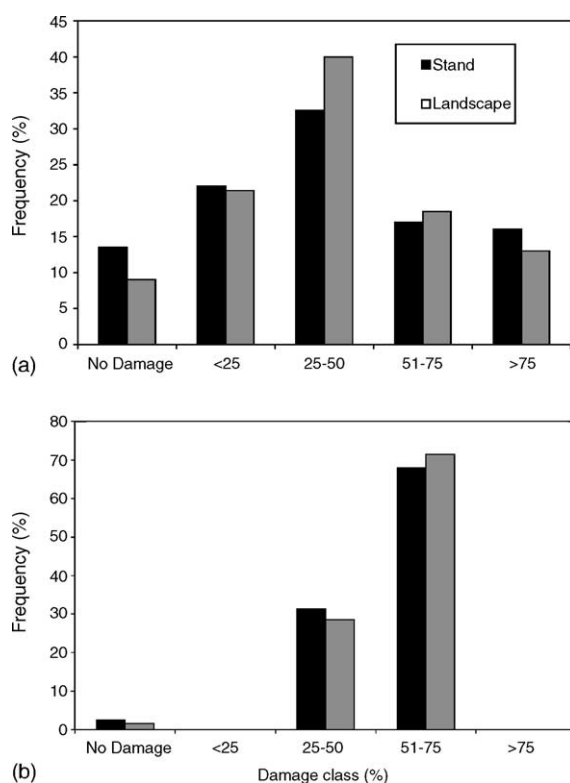 45
40
35
30
25
20
15
10
5
0
Frequency (%)
Stand
Landscape
No Damage <25 25-50 51-75 >75
(a)
80
70
60
50
40
30
20
10
0
Frequency (%)
No Damage <25 25-50 51-75 >75
(b) Damage class (%)